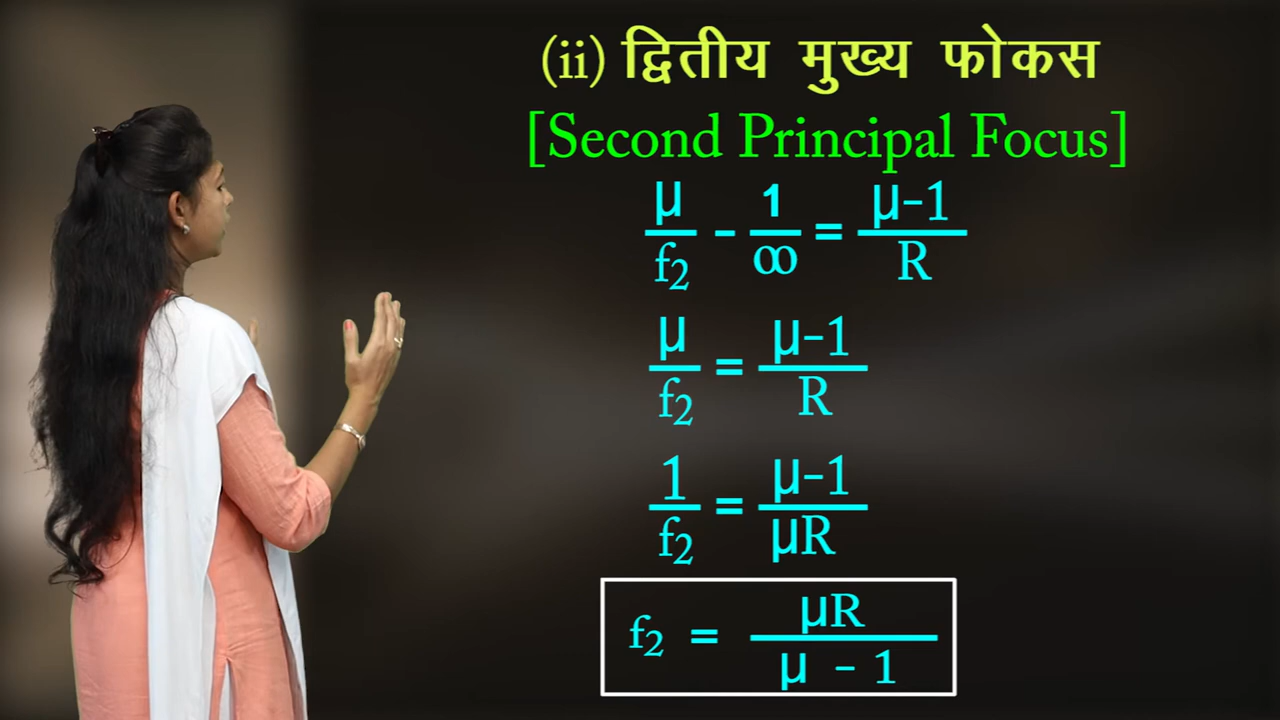 (ii) द्वितीय मुख्य फोकस
[Second Principal Focus]
μ/f₂ - 1/∞ = μ-1/R
μ/f₂ = μ-1/R
1/f₂ = μ-1/μR
f₂ = μR/μ - 1